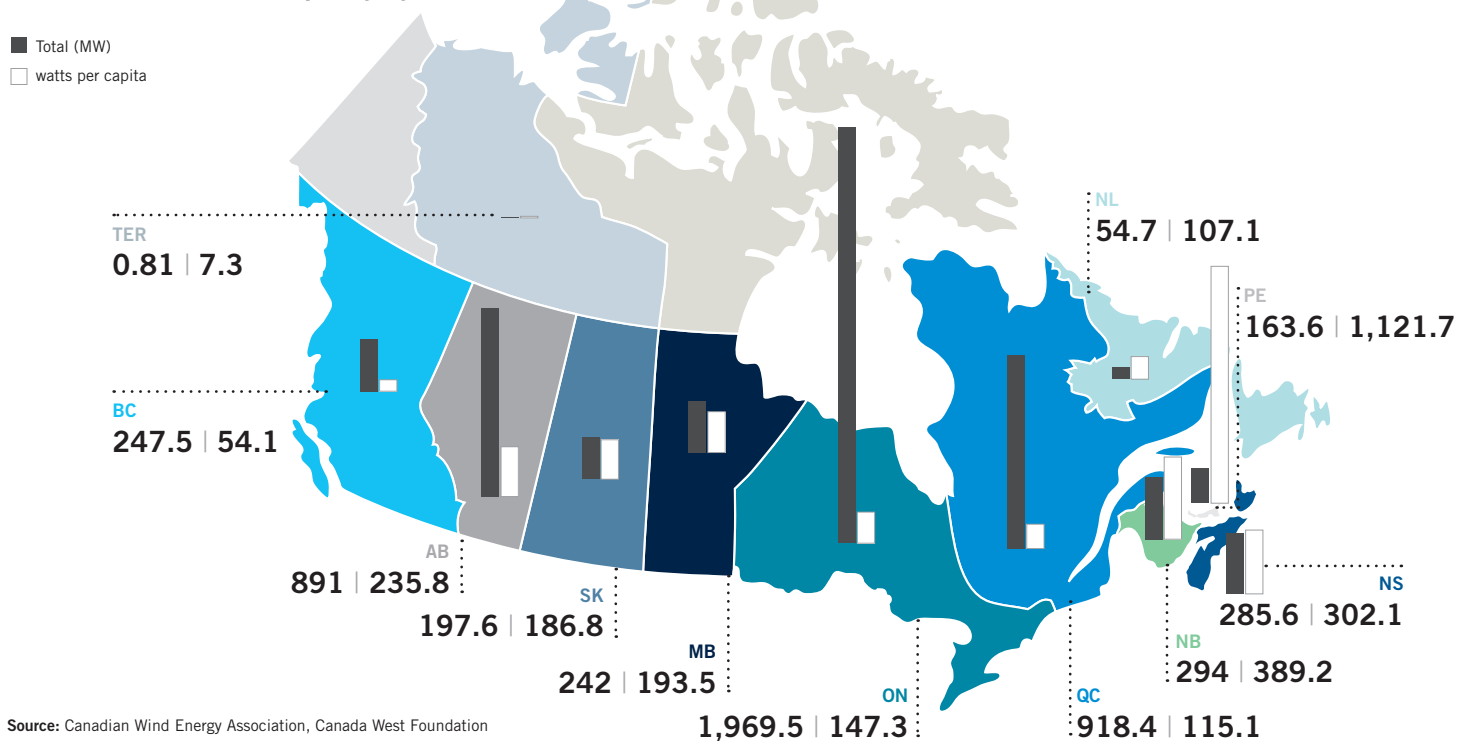 Total (MW)
watts per capita
NL
54.7 | 107.1
TER
0.81 | 7.3
PE
163.6 | 1,121.7
BC
247.5 | 54.1
AB
891 | 235.8
SK
197.6 | 186.8
NS
285.6 | 302.1
MB
242 | 193.5
NB
294 | 389.2
ON
1,969.5 | 147.3
QC
918.4 | 115.1
Source: Canadian Wind Energy Association, Canada West Foundation